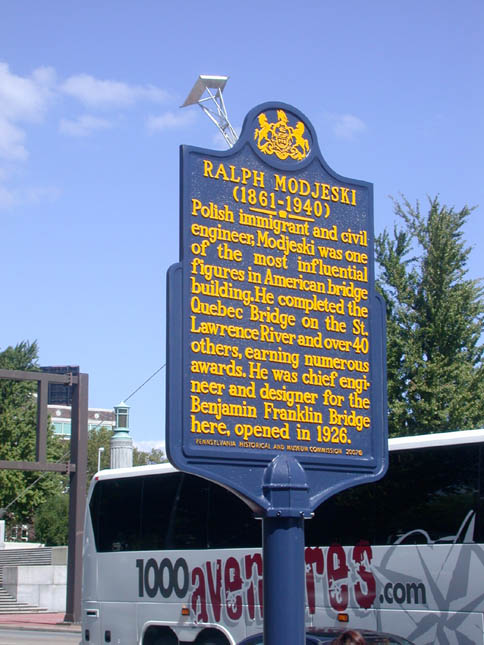 RALPH MODJESKI
(1861-1940)
Polish immigrant and civil
engineer, Modjeski was one
of the most influential
figures in American bridge
building. He completed the
Quebec Bridge on the St.
Lawrence River and over 40
others, earning numerous
awards. He was chief engi-
neer and designer for the
Benjamin Franklin Bridge
here, opened in 1926.
PENNSYLVANIA HISTORICAL AND MUSEUM COMMISSION 2007
1000 .com